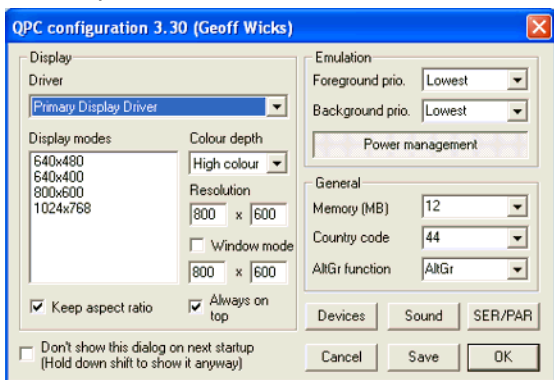 QPC configuration 3.30 (Geoff Wicks)
Display
Driver
Primary Display Driver
Display modes
640x480
640x400
800x600
1024x768
Colour depth
High colour
Resolution
800 x 600
Window mode
800 x 600
Keep aspect ratio
Always on
top
Don't show this dialog on next startup
(Hold down shift to show it anyway)
Emulation
Foreground prio. Lowest
Background prio. Lowest
Power management
General
Memory (MB) 12
Country code 44
AltGr function AltGr
Devices Sound SER/PAR
Cancel Save OK